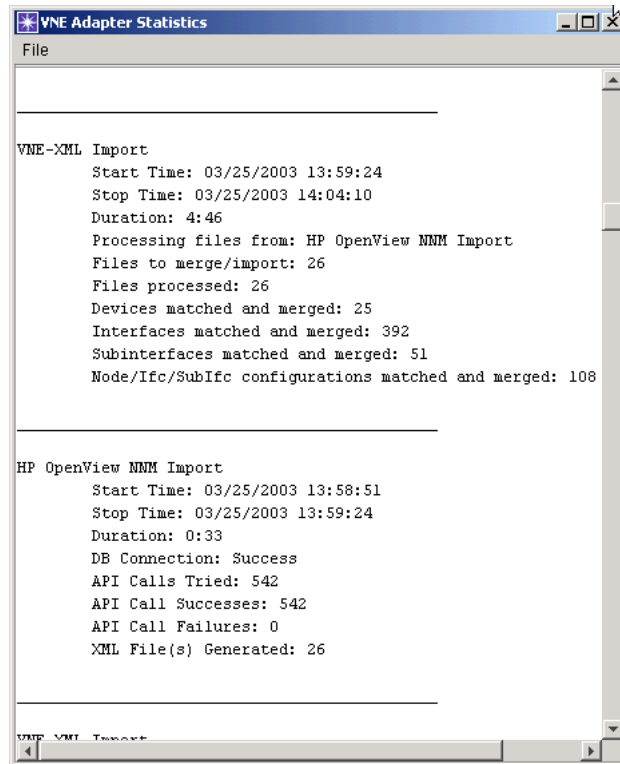 VNE Adapter Statistics
File
VNE-XML Import
Start Time: 03/25/2003 13:59:24
Stop Time: 03/25/2003 14:04:10
Duration: 4:46
Processing files from: HP OpenView NNM Import
Files to merge/import: 26
Files processed: 26
Devices matched and merged: 25
Interfaces matched and merged: 392
Subinterfaces matched and merged: 51
Node/Ifc/SubIfc configurations matched and merged: 108
HP OpenView NNM Import
Start Time: 03/25/2003 13:58:51
Stop Time: 03/25/2003 13:59:24
Duration: 0:33
DB Connection: Success
API Calls Tried: 542
API Call Successes: 542
API Call Failures: 0
XML File(s) Generated: 26
VNE-XML Import